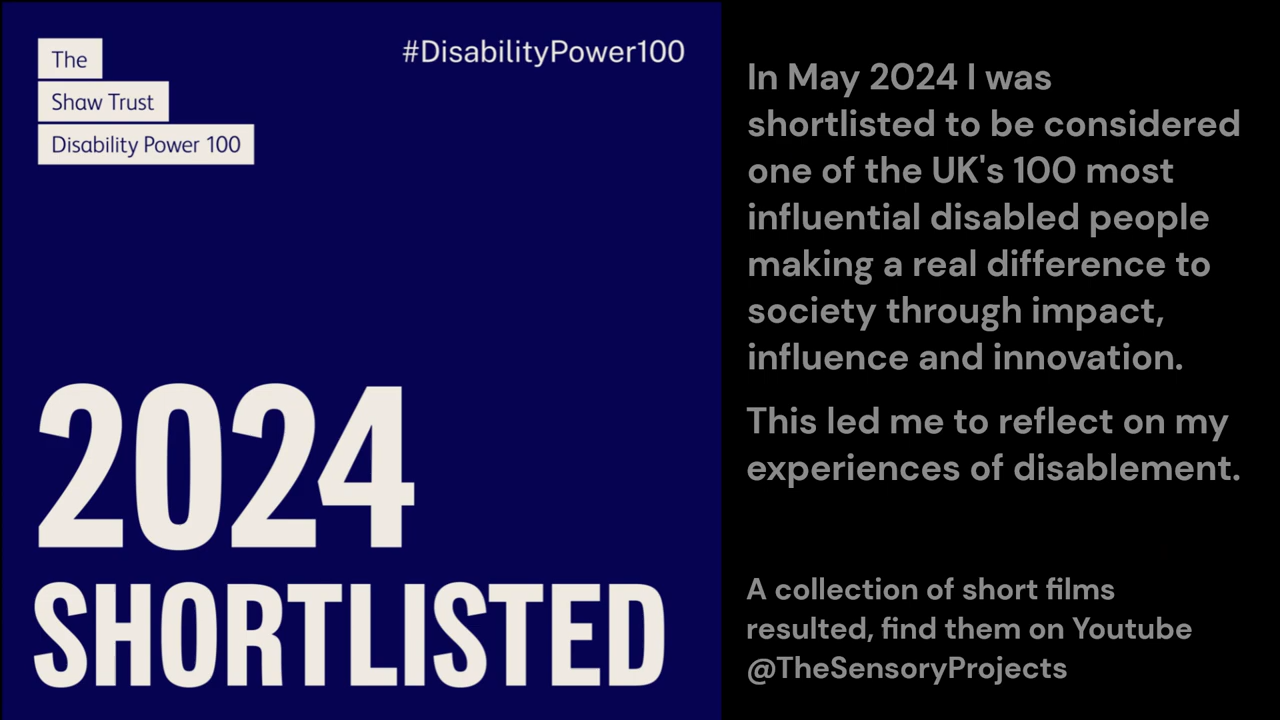 The
Shaw Trust
Disability Power 100
#DisabilityPower100
2024
SHORTLISTED
In May 2024 I was
shortlisted to be considered
one of the UK's 100 most
influential disabled people
making a real difference to
society through impact,
influence and innovation.
This led me to reflect on my
experiences of disablement.
A collection of short films
resulted, find them on Youtube
@TheSensoryProjects